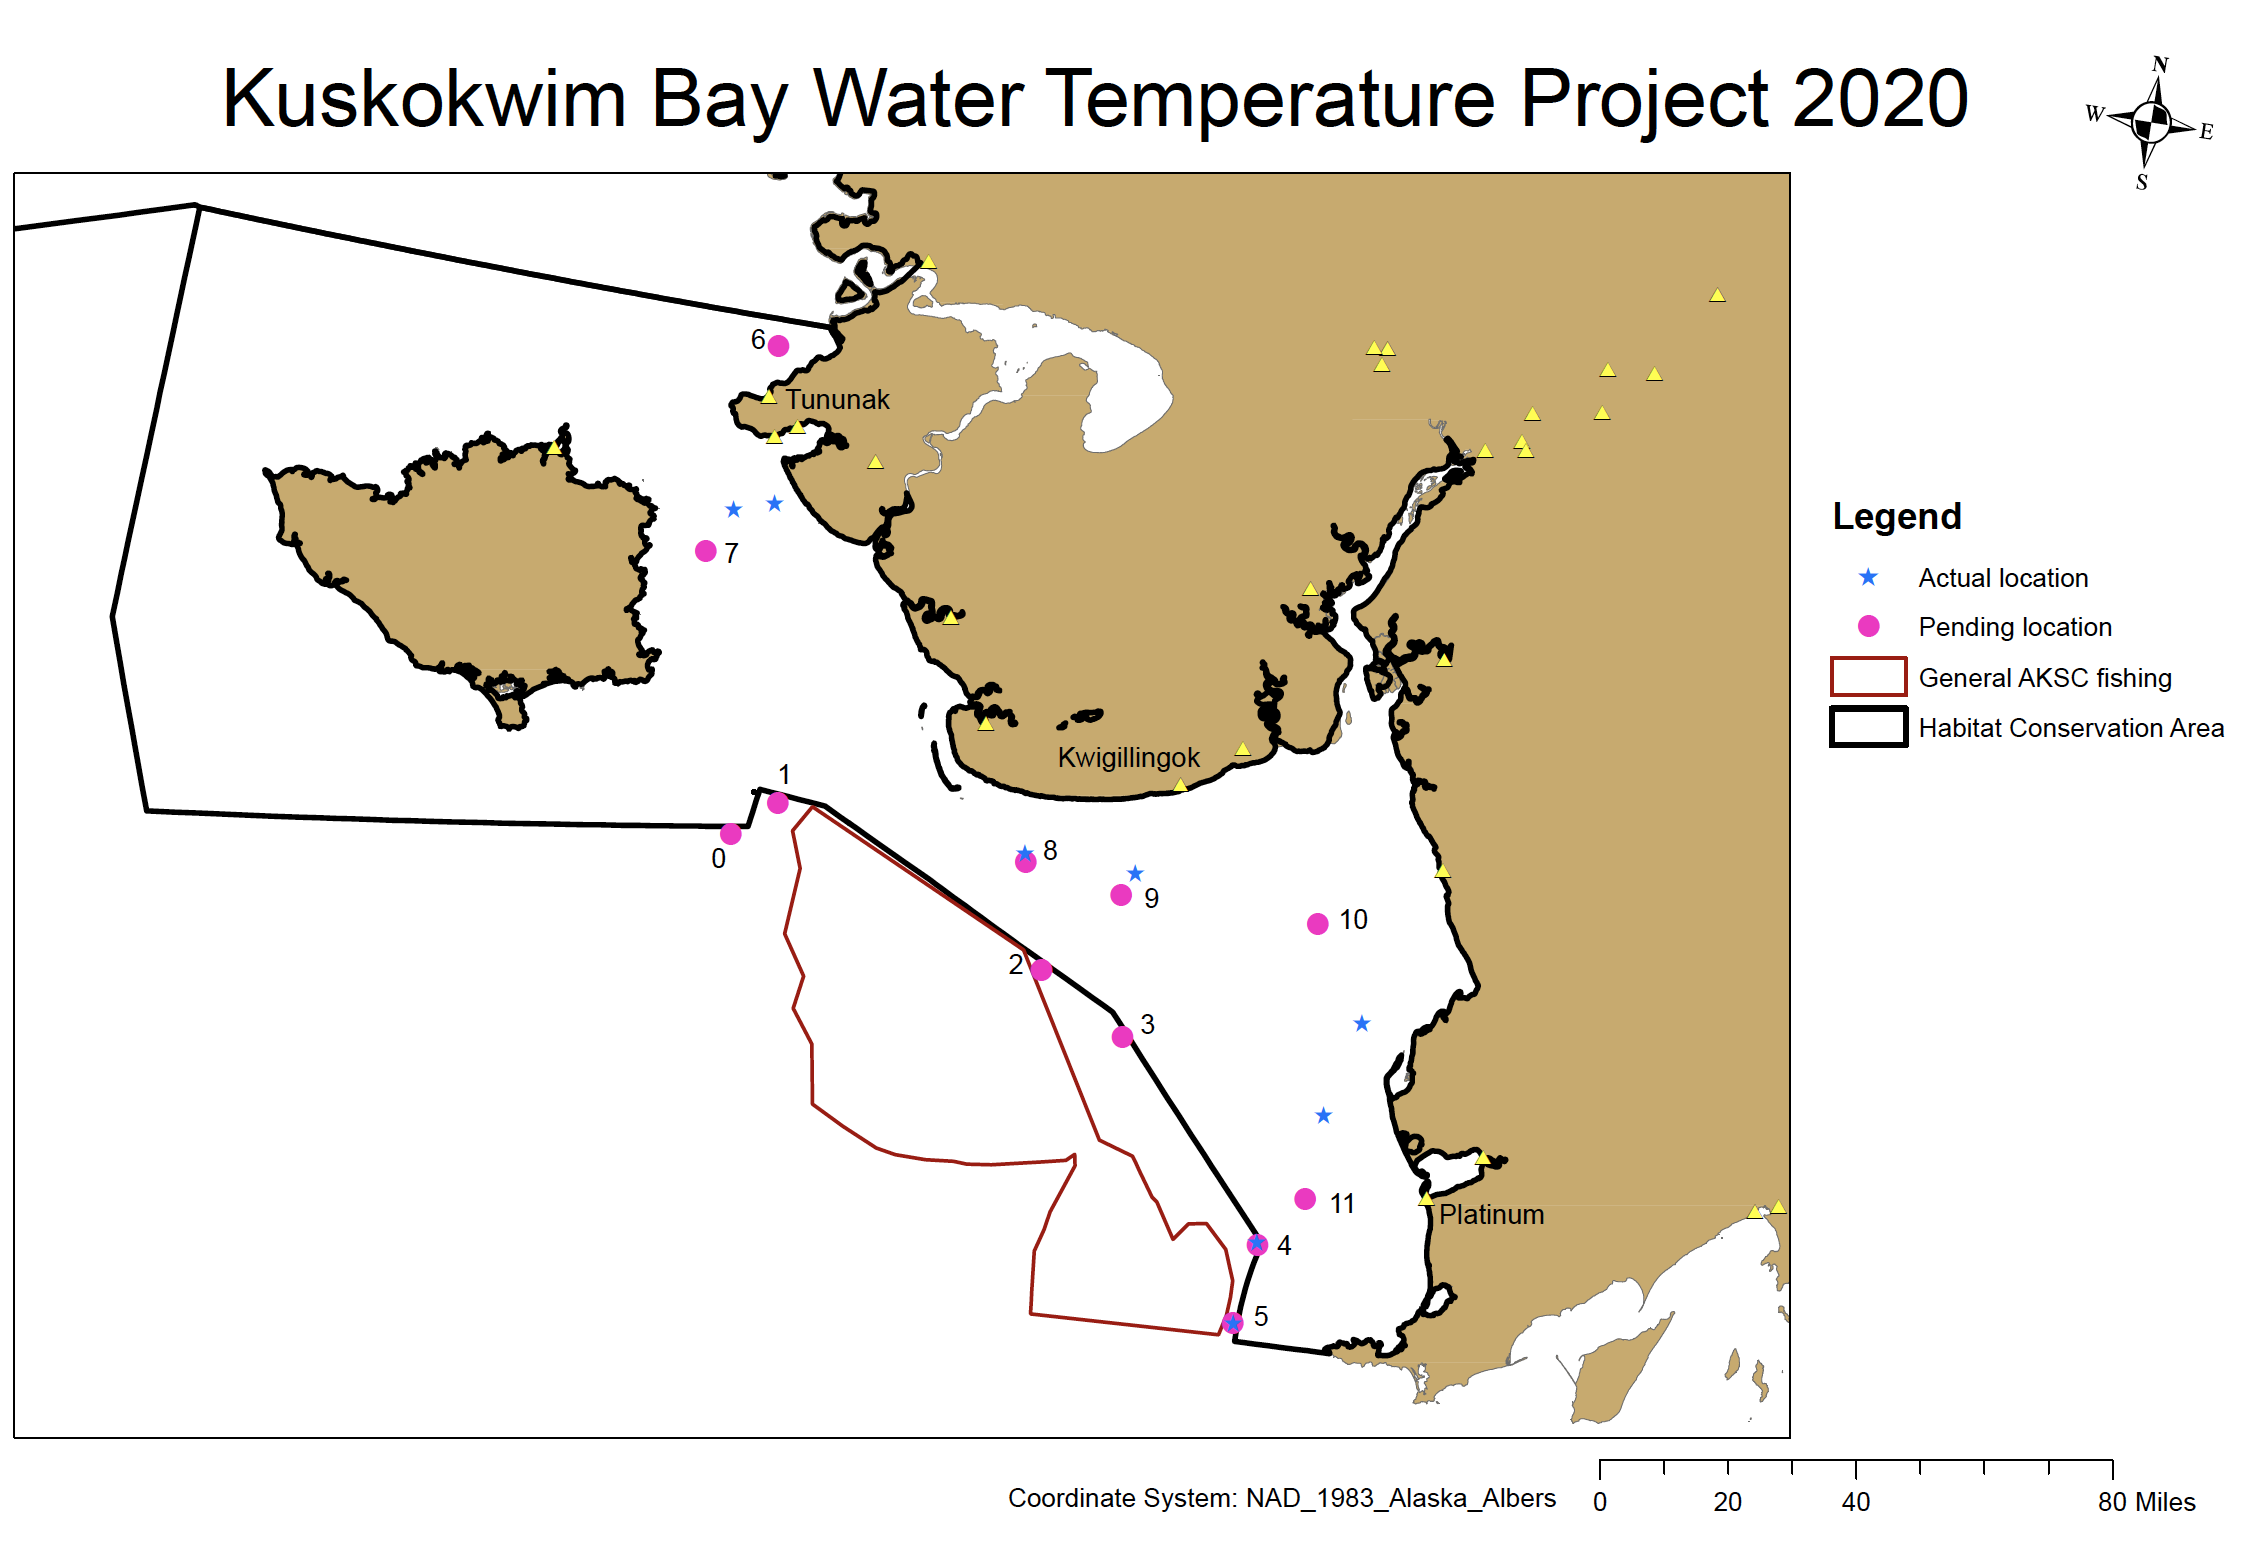 Kuskokwim Bay Water Temperature Project 2020
N
W
E
S
6
Tununak
7
Legend
Actual location
Pending location
General AKSC fishing
Habitat Conservation Area
Kwigillingok
1
0
8
9
10
2
3
11
Platinum
4
5
Coordinate System: NAD_1983_Alaska_Albers
0 20 40 80 Miles